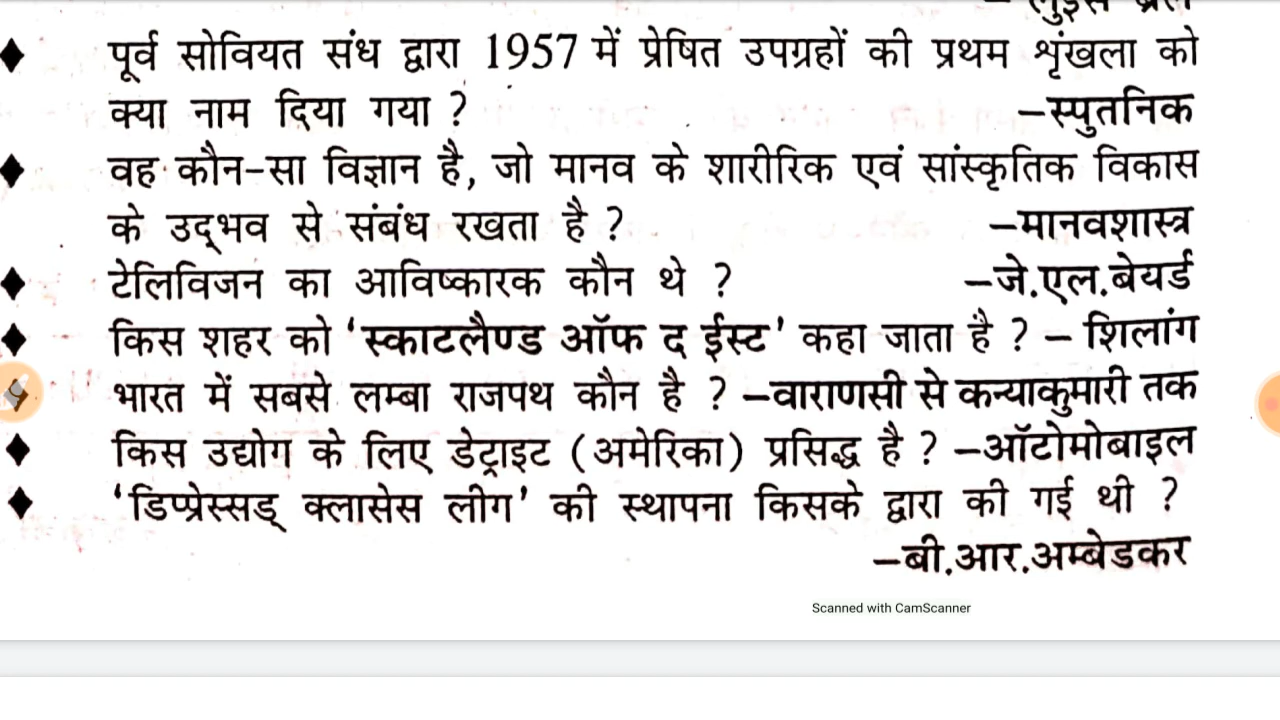 पूर्व सोवियत संध द्वारा 1957 में प्रेषित उपग्रहों की प्रथम शृंखला को
क्या नाम दिया गया ? –स्पुतनिक
वह कौन-सा विज्ञान है, जो मानव के शारीरिक एवं सांस्कृतिक विकास
के उद्भव से संबंध रखता है ? –मानवशास्त्र
टेलिविजन का आविष्कारक कौन थे ? –जे.एल.बेयर्ड
किस शहर को ‘स्काटलैण्ड ऑफ द ईस्ट’ कहा जाता है ? – शिलांग
भारत में सबसे लम्बा राजपथ कौन है ? –वाराणसी से कन्याकुमारी तक
किस उद्योग के लिए डेट्राइट (अमेरिका) प्रसिद्ध है ? –ऑटोमोबाइल
‘डिप्प्रेस्सड् क्लासेस लीग’ की स्थापना किसके द्वारा की गई थी ?
–बी.आर.अम्बेडकर
Scanned with CamScanner